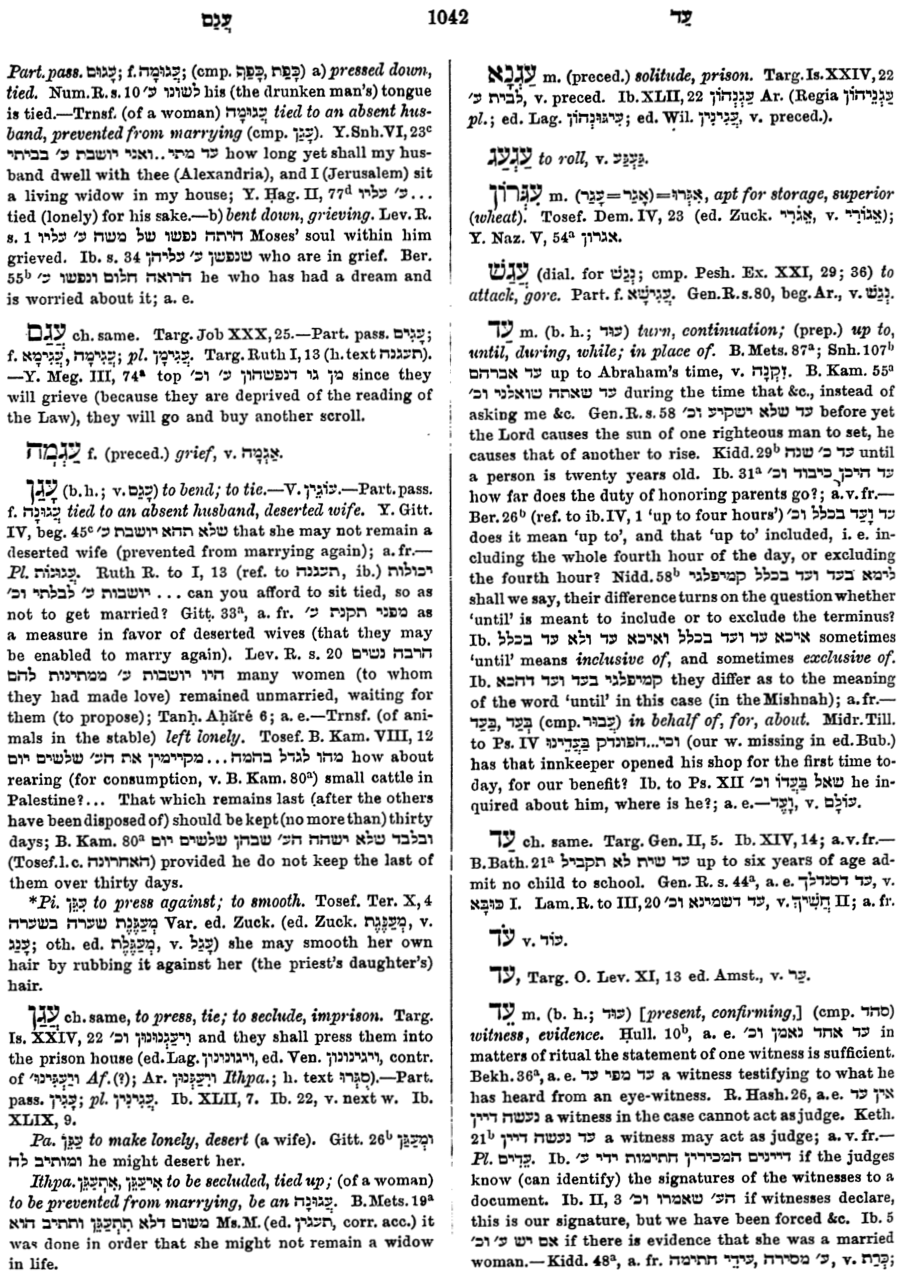 עֲגַם 1042 עַד
Part. pass. עָגוּם; f. עֲגוּמָה; (cmp. כָּפַת, כָּפַף) a) pressed down,
tied. Num. R. s. 10 לשונו ע׳ his (the drunken man's) tongue
is tied.—Trnsf. (of a woman) עֲגוּמָה tied to an absent hus-
band, prevented from marrying (cmp. עָגַן). Y. Snh. VI, 23c
עד מתי..ואני יושבת ע׳ בביתי how long yet shall my hus-
band dwell with thee (Alexandria), and I (Jerusalem) sit
a living widow in my house; Y. Ḥag. II, 77d ע׳ עליו...
tied (lonely) for his sake.—b) bent down, grieving. Lev. R.
s. 1 היתה נפשו של משה ע׳ עליו Moses' soul within him
grieved. Ib. s. 34 שנפשן ע׳ עליהן who are in grief. Ber.
55b הרואה חלום ונפשו ע׳ he who has had a dream and
is worried about it; a. e.
עֲגַם ch. same. Targ. Job XXX, 25.—Part. pass. עֲגִים;
f. עֲגִימָא, עֲגִימָה; pl. עֲגִימָן. Targ. Ruth I, 13 (h. text תעגנה).
—Y. Meg. III, 74a top מן גו דנפשהון ע׳ וכ׳ since they
will grieve (because they are deprived of the reading of
the Law), they will go and buy another scroll.
עָגְמָה f. (preced.) grief, v. אַגְמָה.
עָגַן (b. h.; v. עָגַם) to bend; to tie.—V. עוֹגִין.—Part. pass.
f. עֲגוּנָה tied to an absent husband, deserted wife. Y. Gitt.
IV, beg. 45c שלא תהא יושבת ע׳ that she may not remain a
deserted wife (prevented from marrying again); a. fr.—
Pl. עֲגוּנוֹת. Ruth R. to I, 13 (ref. to תעגנה, ib.) יכולות
יושבות ע׳ לבלתי וכ׳... can you afford to sit tied, so as
not to get married? Gitt. 33a, a. fr. מפני תקנת ע׳ as
a measure in favor of deserted wives (that they may
be enabled to marry again). Lev. R. s. 20 הרבה נשים
היו יושבות ע׳ ממתינות להם many women (to whom
they had made love) remained unmarried, waiting for
them (to propose); Tanḥ. Aḥăré 6; a. e.—Trnsf. (of ani-
mals in the stable) left lonely. Tosef. B. Kam. VIII, 12
מהו לגדל בהמה...מקיימין את הע׳ שלשים יום how about
rearing (for consumption, v. B. Kam. 80a) small cattle in
Palestine?... That which remains last (after the others
have been disposed of) should be kept (no more than) thirty
days; B. Kam. 80a ובלבד שלא ישהה הע׳ שבהן שלשים יום
(Tosef. l. c. האחרונה) provided he do not keep the last of
them over thirty days.
*Pi. עִגֵּן to press against; to smooth. Tosef. Ter. X, 4
מְעַגֶּנֶת שערה בשערה Var. ed. Zuck. (ed. Zuck. מְעַגֶּגֶת, v.
עָגַג; oth. ed. מְעַגֶּלֶת, v. עָגַל) she may smooth her own
hair by rubbing it against her (the priest's daughter's)
hair.
עֲגַן ch. same, to press, tie; to seclude, imprison. Targ.
Is. XXIV, 22 וְיַעְגְּנוּנוּן וכ׳ and they shall press them into
the prison house (ed. Lag. ויגונונון, ed. Ven. ויגינונון, contr.
of ויַעְגִּינוּ׳ Af. (?); Ar. וְיַעֲגְנוּן Ithpa.; h. text סֻגְּרוּ).—Part.
pass. עֲגִין; pl. עֲגִינִין. Ib. XLII, 7. Ib. 22, v. next w. Ib.
XLIX, 9.
Pa. עַגֵּן to make lonely, desert (a wife). Gitt. 26b וּמְעַגֵּן
ומותיב לה he might desert her.
Ithpa. אִיעַגַּן, אִתְעַגַּן to be secluded, tied up; (of a woman)
to be prevented from marrying, be an עֲגוּנָה. B. Mets. 19a
משום דלא תִתְעַגַּן ותתיב הוא Ms. M. (ed. תעגין, corr. acc.) it
was done in order that she might not remain a widow
in life.
עַגְנָא m. (preced.) solitude, prison. Targ. Is. XXIV, 22
לבית ע׳, v. preced. Ib. XLII, 22 עַגְנְהוֹן Ar. (Regia עַגְנֵיהוֹן
pl.; ed. Lag. עִיגּוּנְהוֹן; ed. Wil. עֲגִינִין, v. preced.).
עַגְעַג to roll, v. גַּעְגַּע.
עִגְרוֹן m. (אֲגַר=עֲגַר)=אִגְּרוּ, apt for storage, superior
(wheat). Tosef. Dem. IV, 23 (ed. Zuck. אֲגֹרִי, v. אֲגוֹרִי);
Y. Naz. V, 54a אגרון.
עֲגַשׁ (dial. for נְגַשׁ; cmp. Pesh. Ex. XXI, 29; 36) to
attack, gore. Part. f. עֲגִישָׁא. Gen. R. s. 80, beg. Ar., v. נְגַשׁ.
עַד m. (b. h.; עוּד) turn, continuation; (prep.) up to,
until, during, while; in place of. B. Mets. 87a; Snh. 107b
עד אברהם up to Abraham's time, v. זִקְנָה. B. Kam. 55a
עד שאתה שואלני וכ׳ during the time that &c., instead of
asking me &c. Gen. R. s. 58 עד שלא ישקיע וכ׳ before yet
the Lord causes the sun of one righteous man to set, he
causes that of another to rise. Kidd. 29b עד כ׳ שנה until
a person is twenty years old. Ib. 31a עד היכן כיבוד וכ׳
how far does the duty of honoring parents go?; a. v. fr.—
Ber. 26b (ref. to ib. IV, 1 'up to four hours') עד וָעַד בכלל וכ׳
does it mean 'up to', and that 'up to' included, i. e. in-
cluding the whole fourth hour of the day, or excluding
the fourth hour? Nidd. 58b לימא בעד ועד בכלל קמיפלגי
shall we say, their difference turns on the question whether
'until' is meant to include or to exclude the terminus?
Ib. איכא עד ועד בכלל ואיכא עד ולא עד בכלל sometimes
'until' means inclusive of, and sometimes exclusive of.
Ib. קמיפלגי בעד ועד דהכא they differ as to the meaning
of the word 'until' in this case (in the Mishnah); a. fr.—
בְּעַד, בַּעַד (cmp. עֲבוּר) in behalf of, for, about. Midr. Till.
to Ps. IV וכי...הפונדק בַּעֲדֵינוּ (our w. missing in ed. Bub.)
has that innkeeper opened his shop for the first time to-
day, for our benefit? Ib. to Ps. XII שאל בַּעֲדוֹ וכ׳ he in-
quired about him, where is he?; a. e.—וָעֶד, v. עוֹלָם.
עַד ch. same. Targ. Gen. II, 5. Ib. XIV, 14; a. v. fr.—
B. Bath. 21a עד שית לא תקביל up to six years of age ad-
mit no child to school. Gen. R. s. 44a, a. e. עד דסנדלך, v.
כּוּבָּא I. Lam. R. to III, 20 עד דשמינא וכ׳, v. חֲשֵׁיךְ II; a. fr.
עֹד v. עוֹד.
עד, Targ. O. Lev. XI, 13 ed. Amst., v. עַר.
עֵד m. (b. h.; עוּד) [present, confirming,] (cmp. סהד)
witness, evidence. Ḥull. 10b, a. e. עד אחד נאמן וכ׳ in
matters of ritual the statement of one witness is sufficient.
Bekh. 36a, a. e. עד מפי עד a witness testifying to what he
has heard from an eye-witness. R. Hash. 26, a. e. אין עד
נעשה דיין a witness in the case cannot act as judge. Keth.
21b עד נעשה דיין a witness may act as judge; a. v. fr.—
Pl. עֵדִים. Ib. דיינים המכירין חתימות ידי ע׳ if the judges
know (can identify) the signatures of the witnesses to a
document. Ib. II, 3 הע׳ שאמרו וכ׳ if witnesses declare,
this is our signature, but we have been forced &c. Ib. 5
אם יש ע׳ וכ׳ if there is evidence that she was a married
woman.—Kidd. 48a, a. fr. ע׳ מסירה, עידי חתימה, v. כְּרַת;